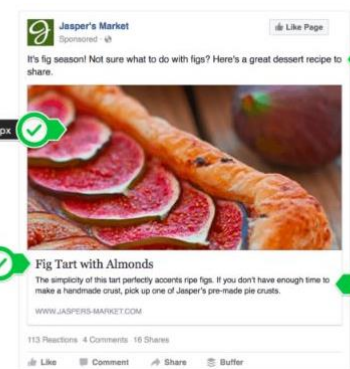 Jasper's Market
Like Page
Sponsored ·
It's fig season! Not sure what to do with figs? Here's a great dessert recipe to
share.
px
Fig Tart with Almonds
The simplicity of this tart perfectly accents ripe figs. If you don't have enough time to
make a handmade crust, pick up one of Jasper's pre-made pie crusts.
WWW.JASPERS-MARKET.COM
113 Reactions 4 Comments 16 Shares
Like Comment Share Buffer